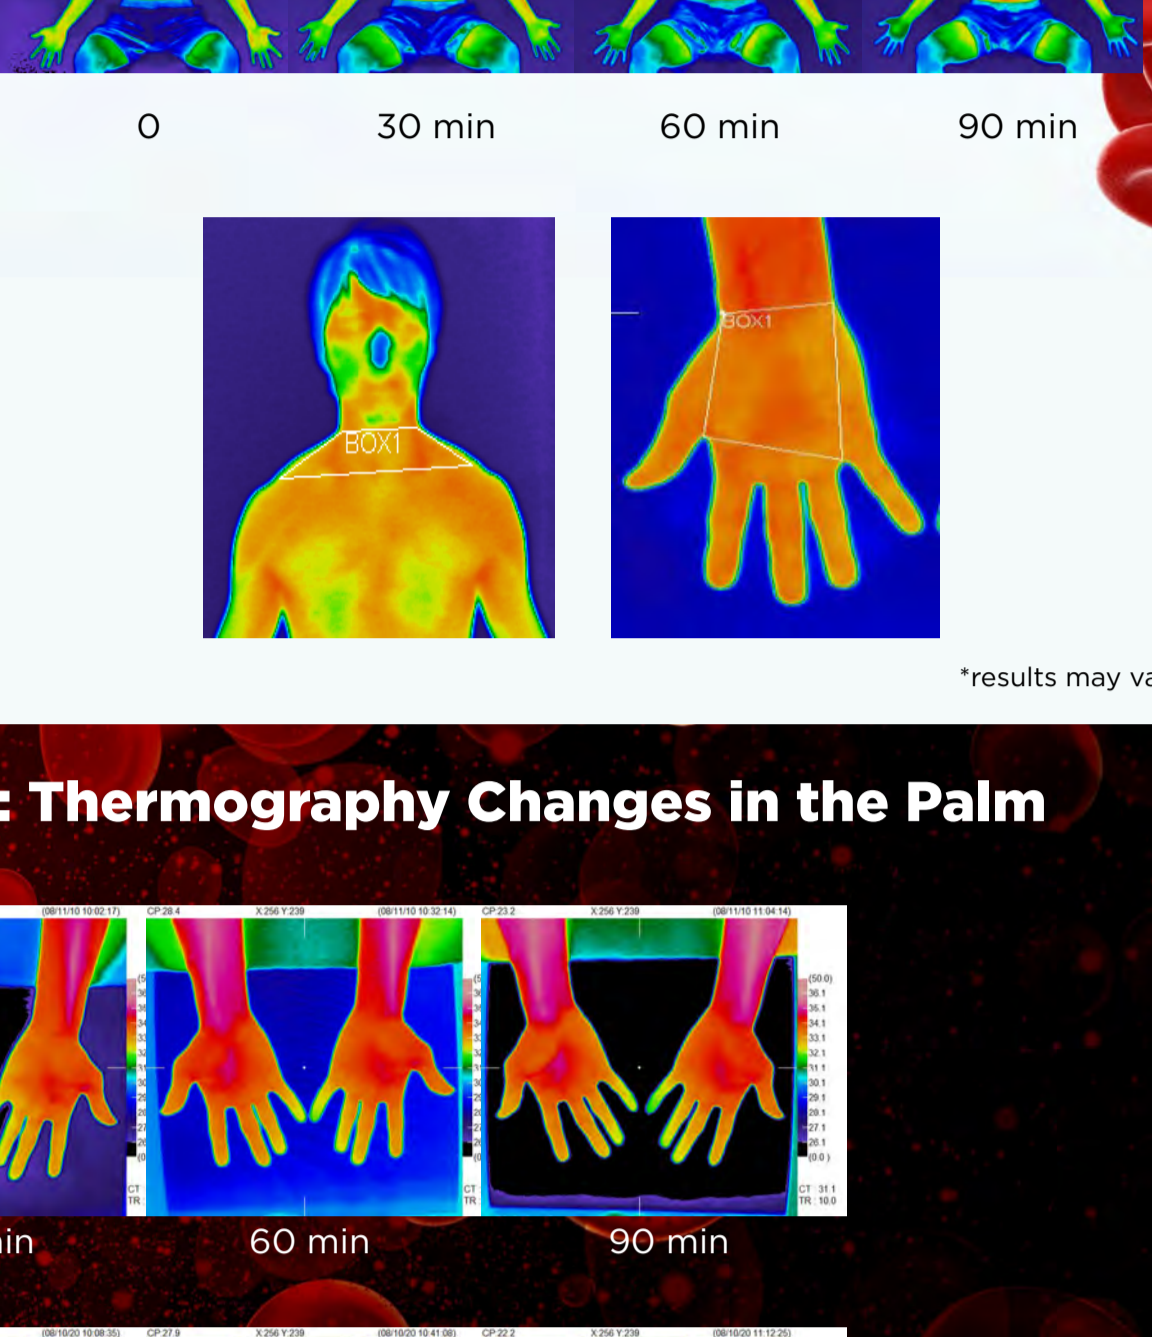 0 30 min 60 min 90 min
BOX1
BOX1
*results may va
: Thermography Changes in the Palm
(08/11/10 10:02:17) CP:28.4 X:256 Y:239 (08/11/10 10:32:14) CP:23.2 X:256 Y:239 (08/11/10 11:04:14)
(50.0)
36.1
35.1
34.1
33.1
32.1
31.1
30.1
29.1
28.1
27.1
26.1
(0.0)
CT CT CT : 31.1
TR TR TR : 10.0
in 60 min 90 min
(08/10/20 10:08:35) CP:27.9 X:256 Y:239 (08/10/20 10:41:08) CP:22.2 X:256 Y:239 (08/10/20 11:12:25)